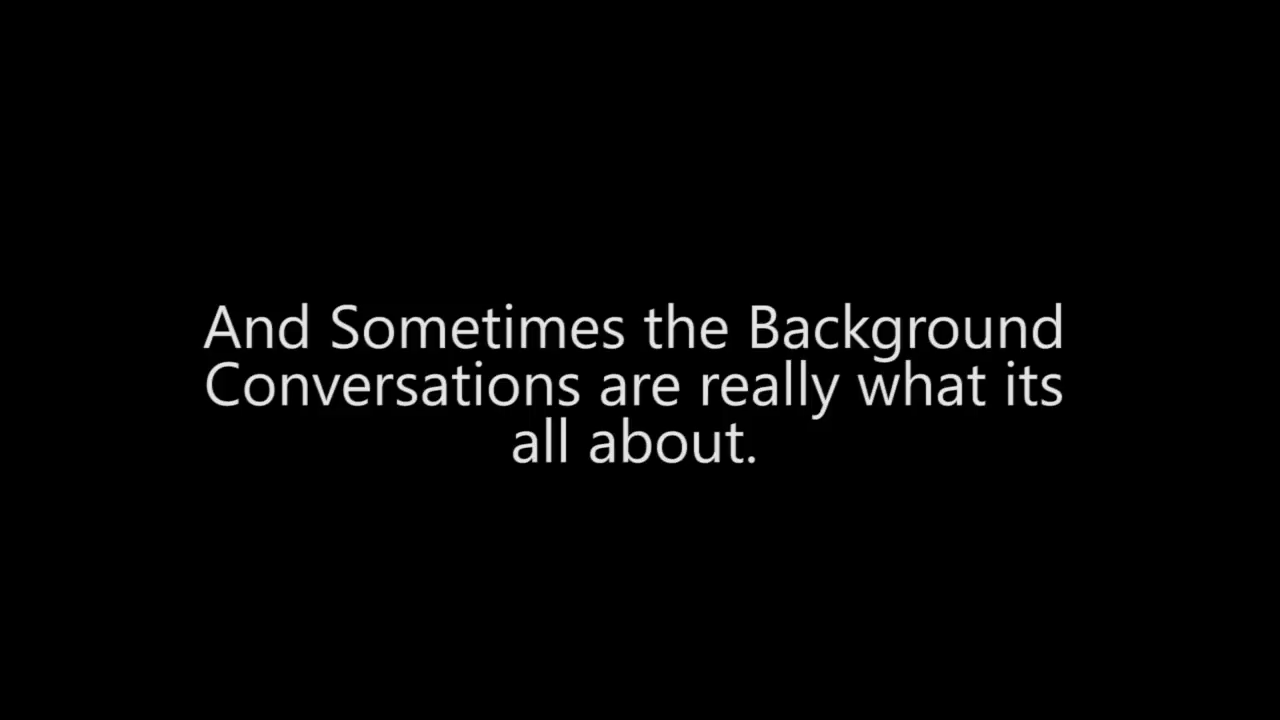 And Sometimes the Background
Conversations are really what its
all about.